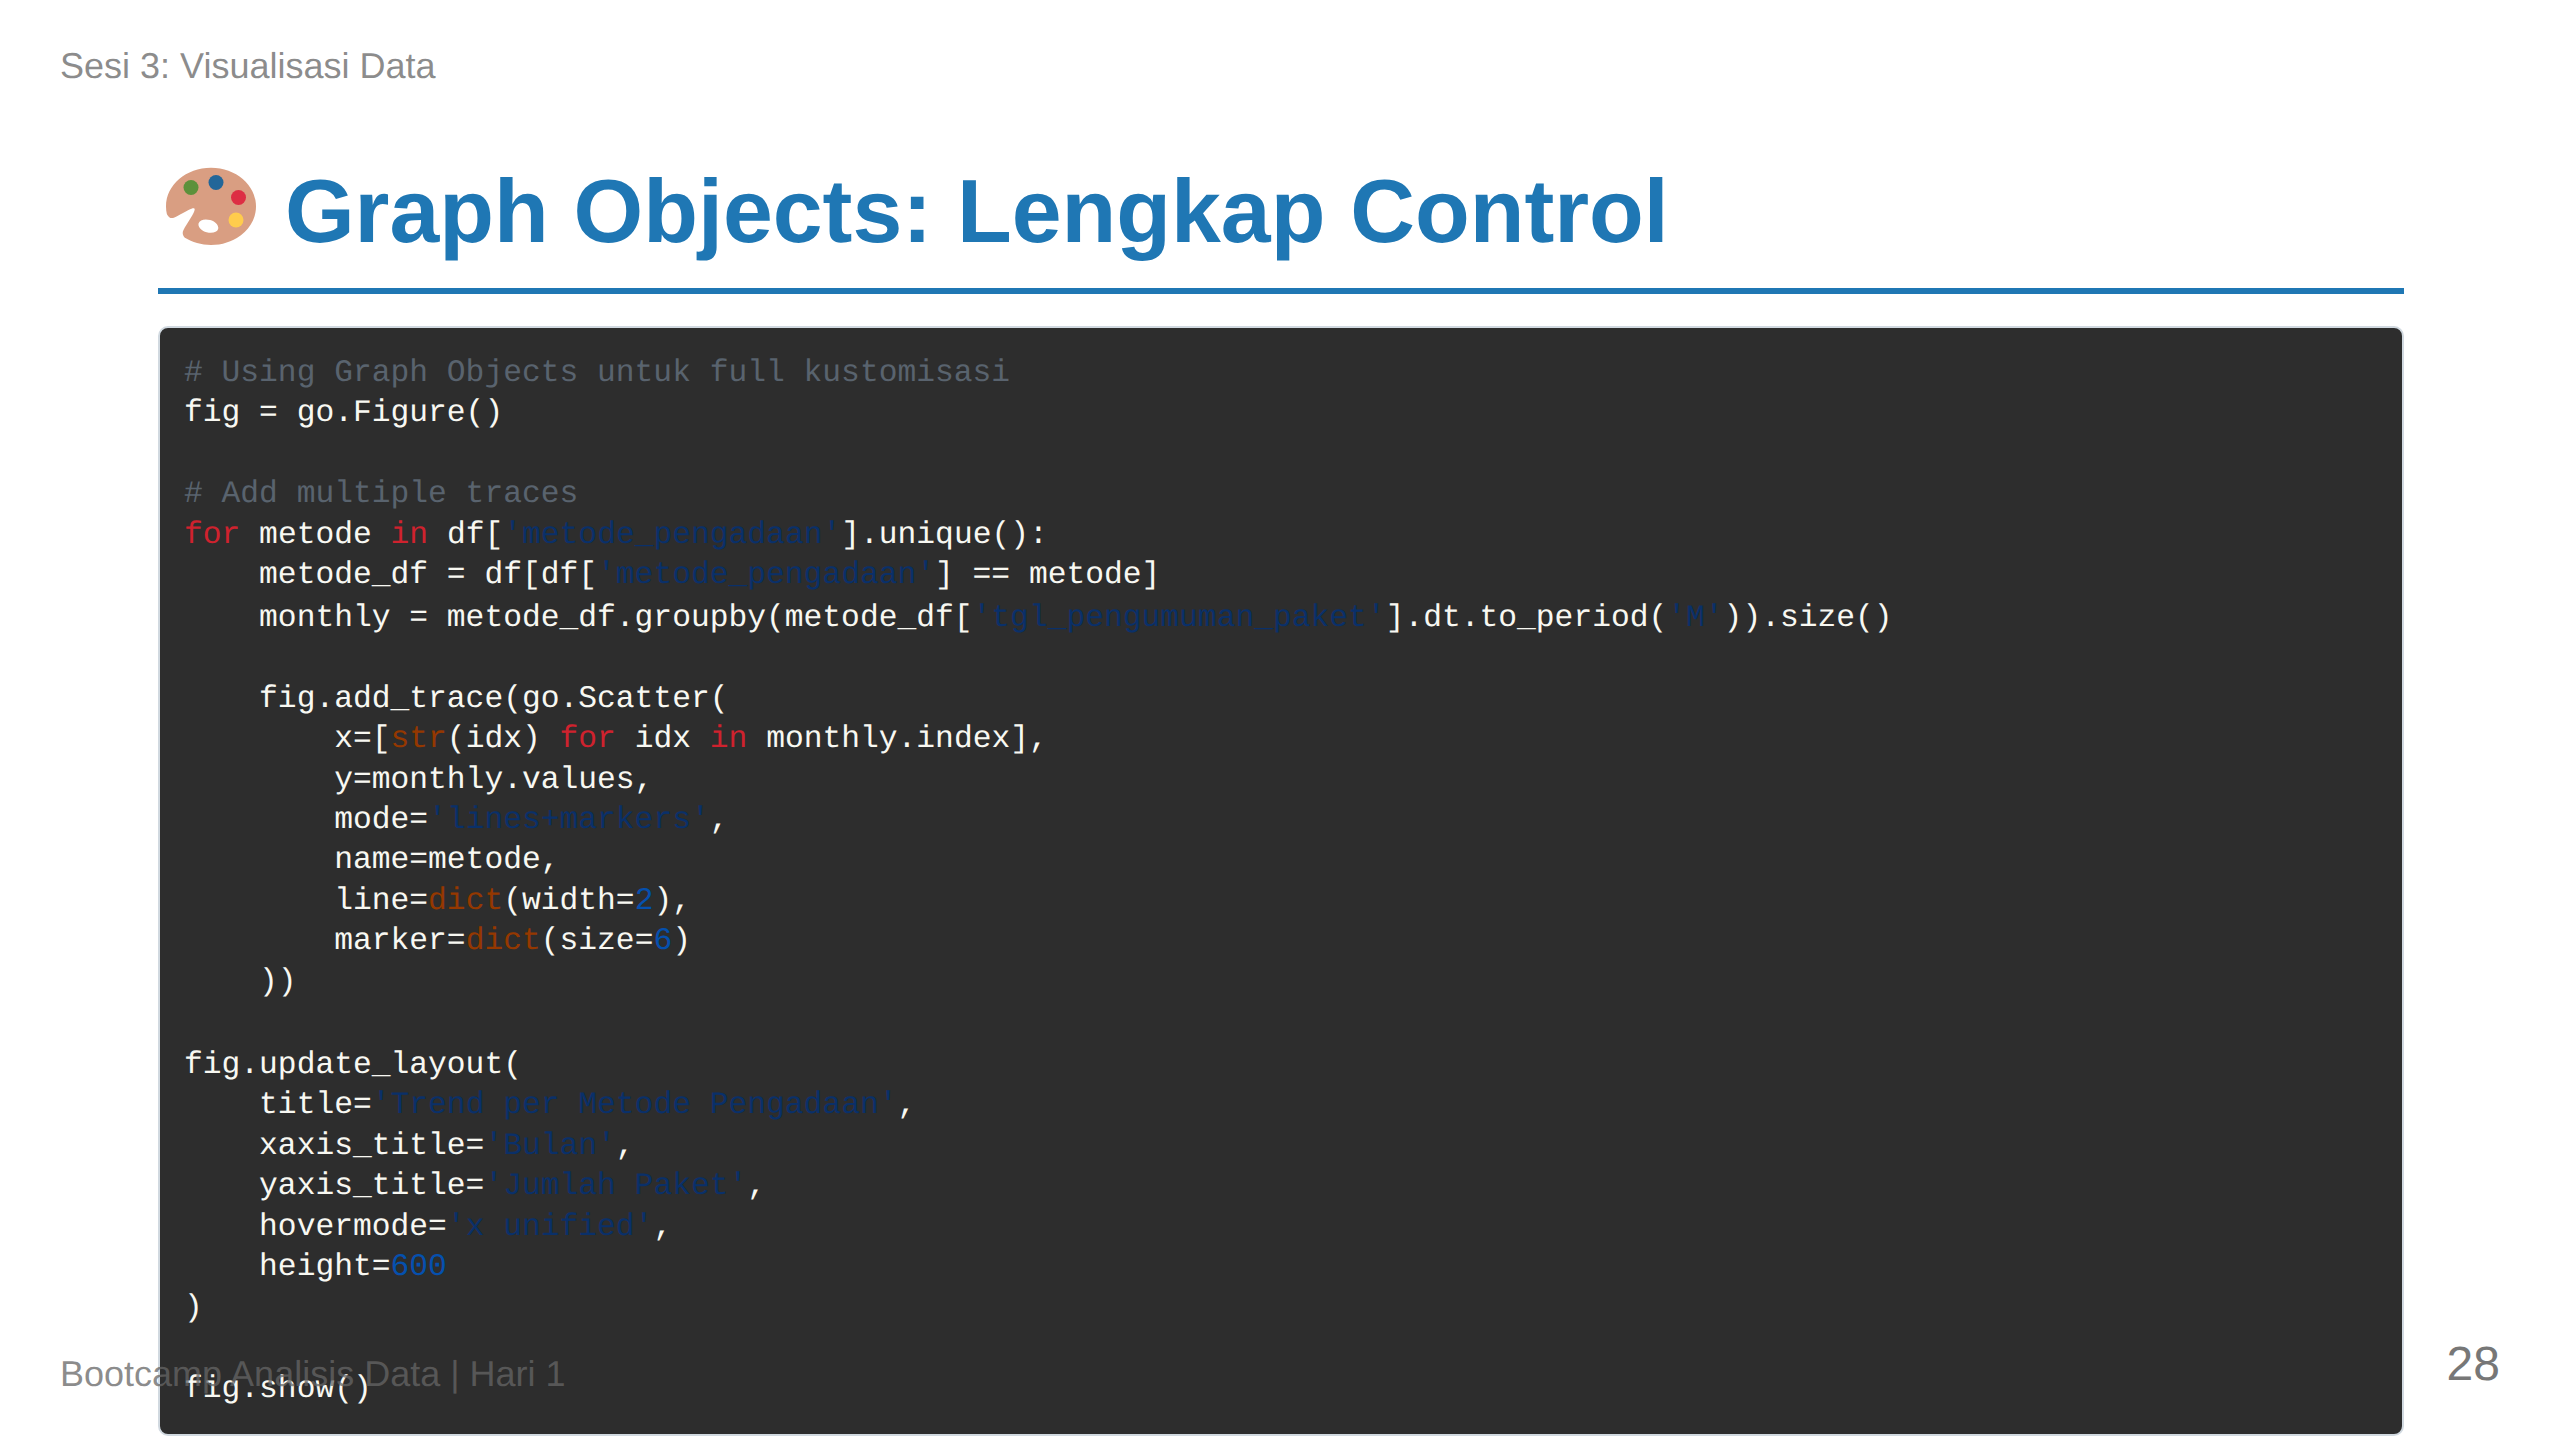 Sesi 3: Visualisasi Data
🎨 Graph Objects: Lengkap Control
# Using Graph Objects untuk full kustomisasi
fig = go.Figure()
# Add multiple traces
for metode in df['metode_pengadaan'].unique():
    metode_df = df[df['metode_pengadaan'] == metode]
    monthly = metode_df.groupby(metode_df['tgl_pengumuman_paket'].dt.to_period('M')).size()
    fig.add_trace(go.Scatter(
        x=[str(idx) for idx in monthly.index],
        y=monthly.values,
        mode='lines+markers',
        name=metode,
        line=dict(width=2),
        marker=dict(size=6)
    ))
fig.update_layout(
    title='Trend per Metode Pengadaan',
    xaxis_title='Bulan',
    yaxis_title='Jumlah Paket',
    hovermode='x unified',
    height=600
)
fig.show()
Bootcamp Analisis Data | Hari 1
28